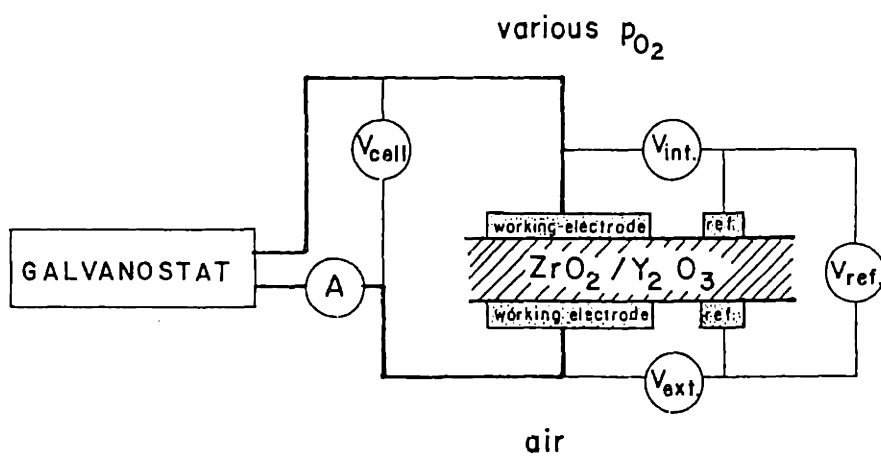 various pO2
Vcell
Vint.
working-electrode
ref.
GALVANOSTAT
A
ZrO2/Y2O3
Vref.
working electrode
ref.
Vext.
air